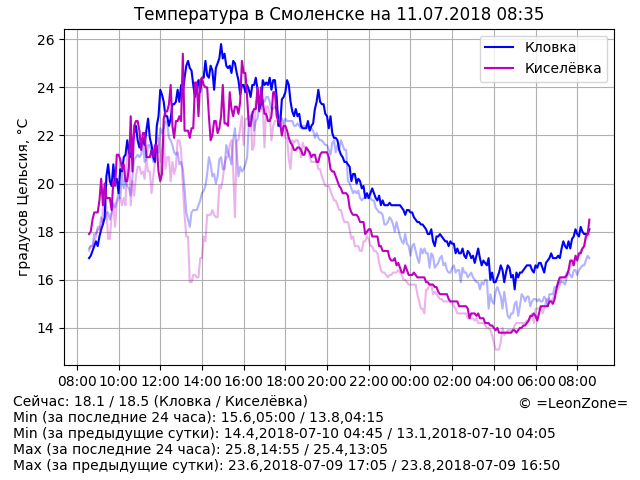 Температура в Смоленске на 11.07.2018 08:35
градусов Цельсия, °C
26
24
22
20
18
16
14
Кловка
Киселёвка
08:00 10:00 12:00 14:00 16:00 18:00 20:00 22:00 00:00 02:00 04:00 06:00 08:00
Сейчас: 18.1 / 18.5 (Кловка / Киселёвка)
© =LeonZone=
Min (за последние 24 часа): 15.6,05:00 / 13.8,04:15
Min (за предыдущие сутки): 14.4,2018-07-10 04:45 / 13.1,2018-07-10 04:05
Max (за последние 24 часа): 25.8,14:55 / 25.4,13:05
Max (за предыдущие сутки): 23.6,2018-07-09 17:05 / 23.8,2018-07-09 16:50